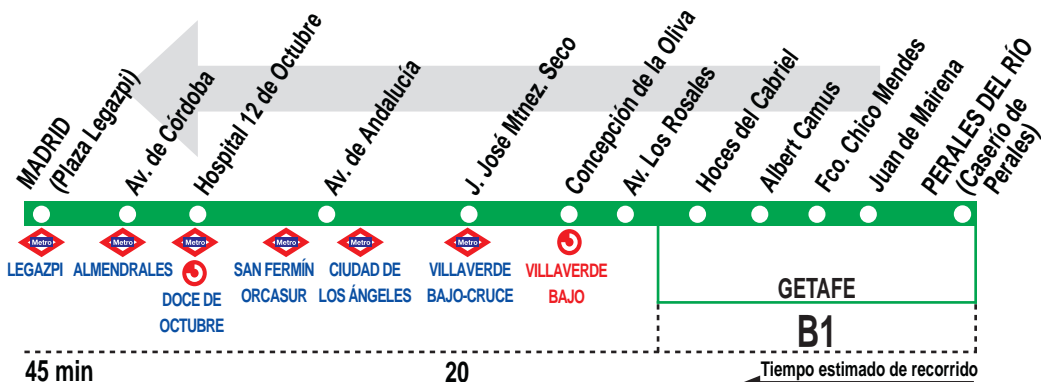 MADRID
(Plaza Legazpi)
Av. de Córdoba
Hospital 12 de Octubre
Av. de Andalucía
J. José Mtnez. Seco
Concepción de la Oliva
Av. Los Rosales
Hoces del Cabriel
Albert Camus
Fco. Chico Mendes
Juan de Mairena
PERALES DEL RÍO
(Caserío de
Perales)
Metro
Metro
Metro
Metro
Metro
Metro
LEGAZPI
ALMENDRALES
DOCE DE
OCTUBRE
SAN FERMÍN
ORCASUR
CIUDAD DE
LOS ÁNGELES
VILLAVERDE
BAJO-CRUCE
VILLAVERDE
BAJO
GETAFE
B1
45 min
20
Tiempo estimado de recorrido